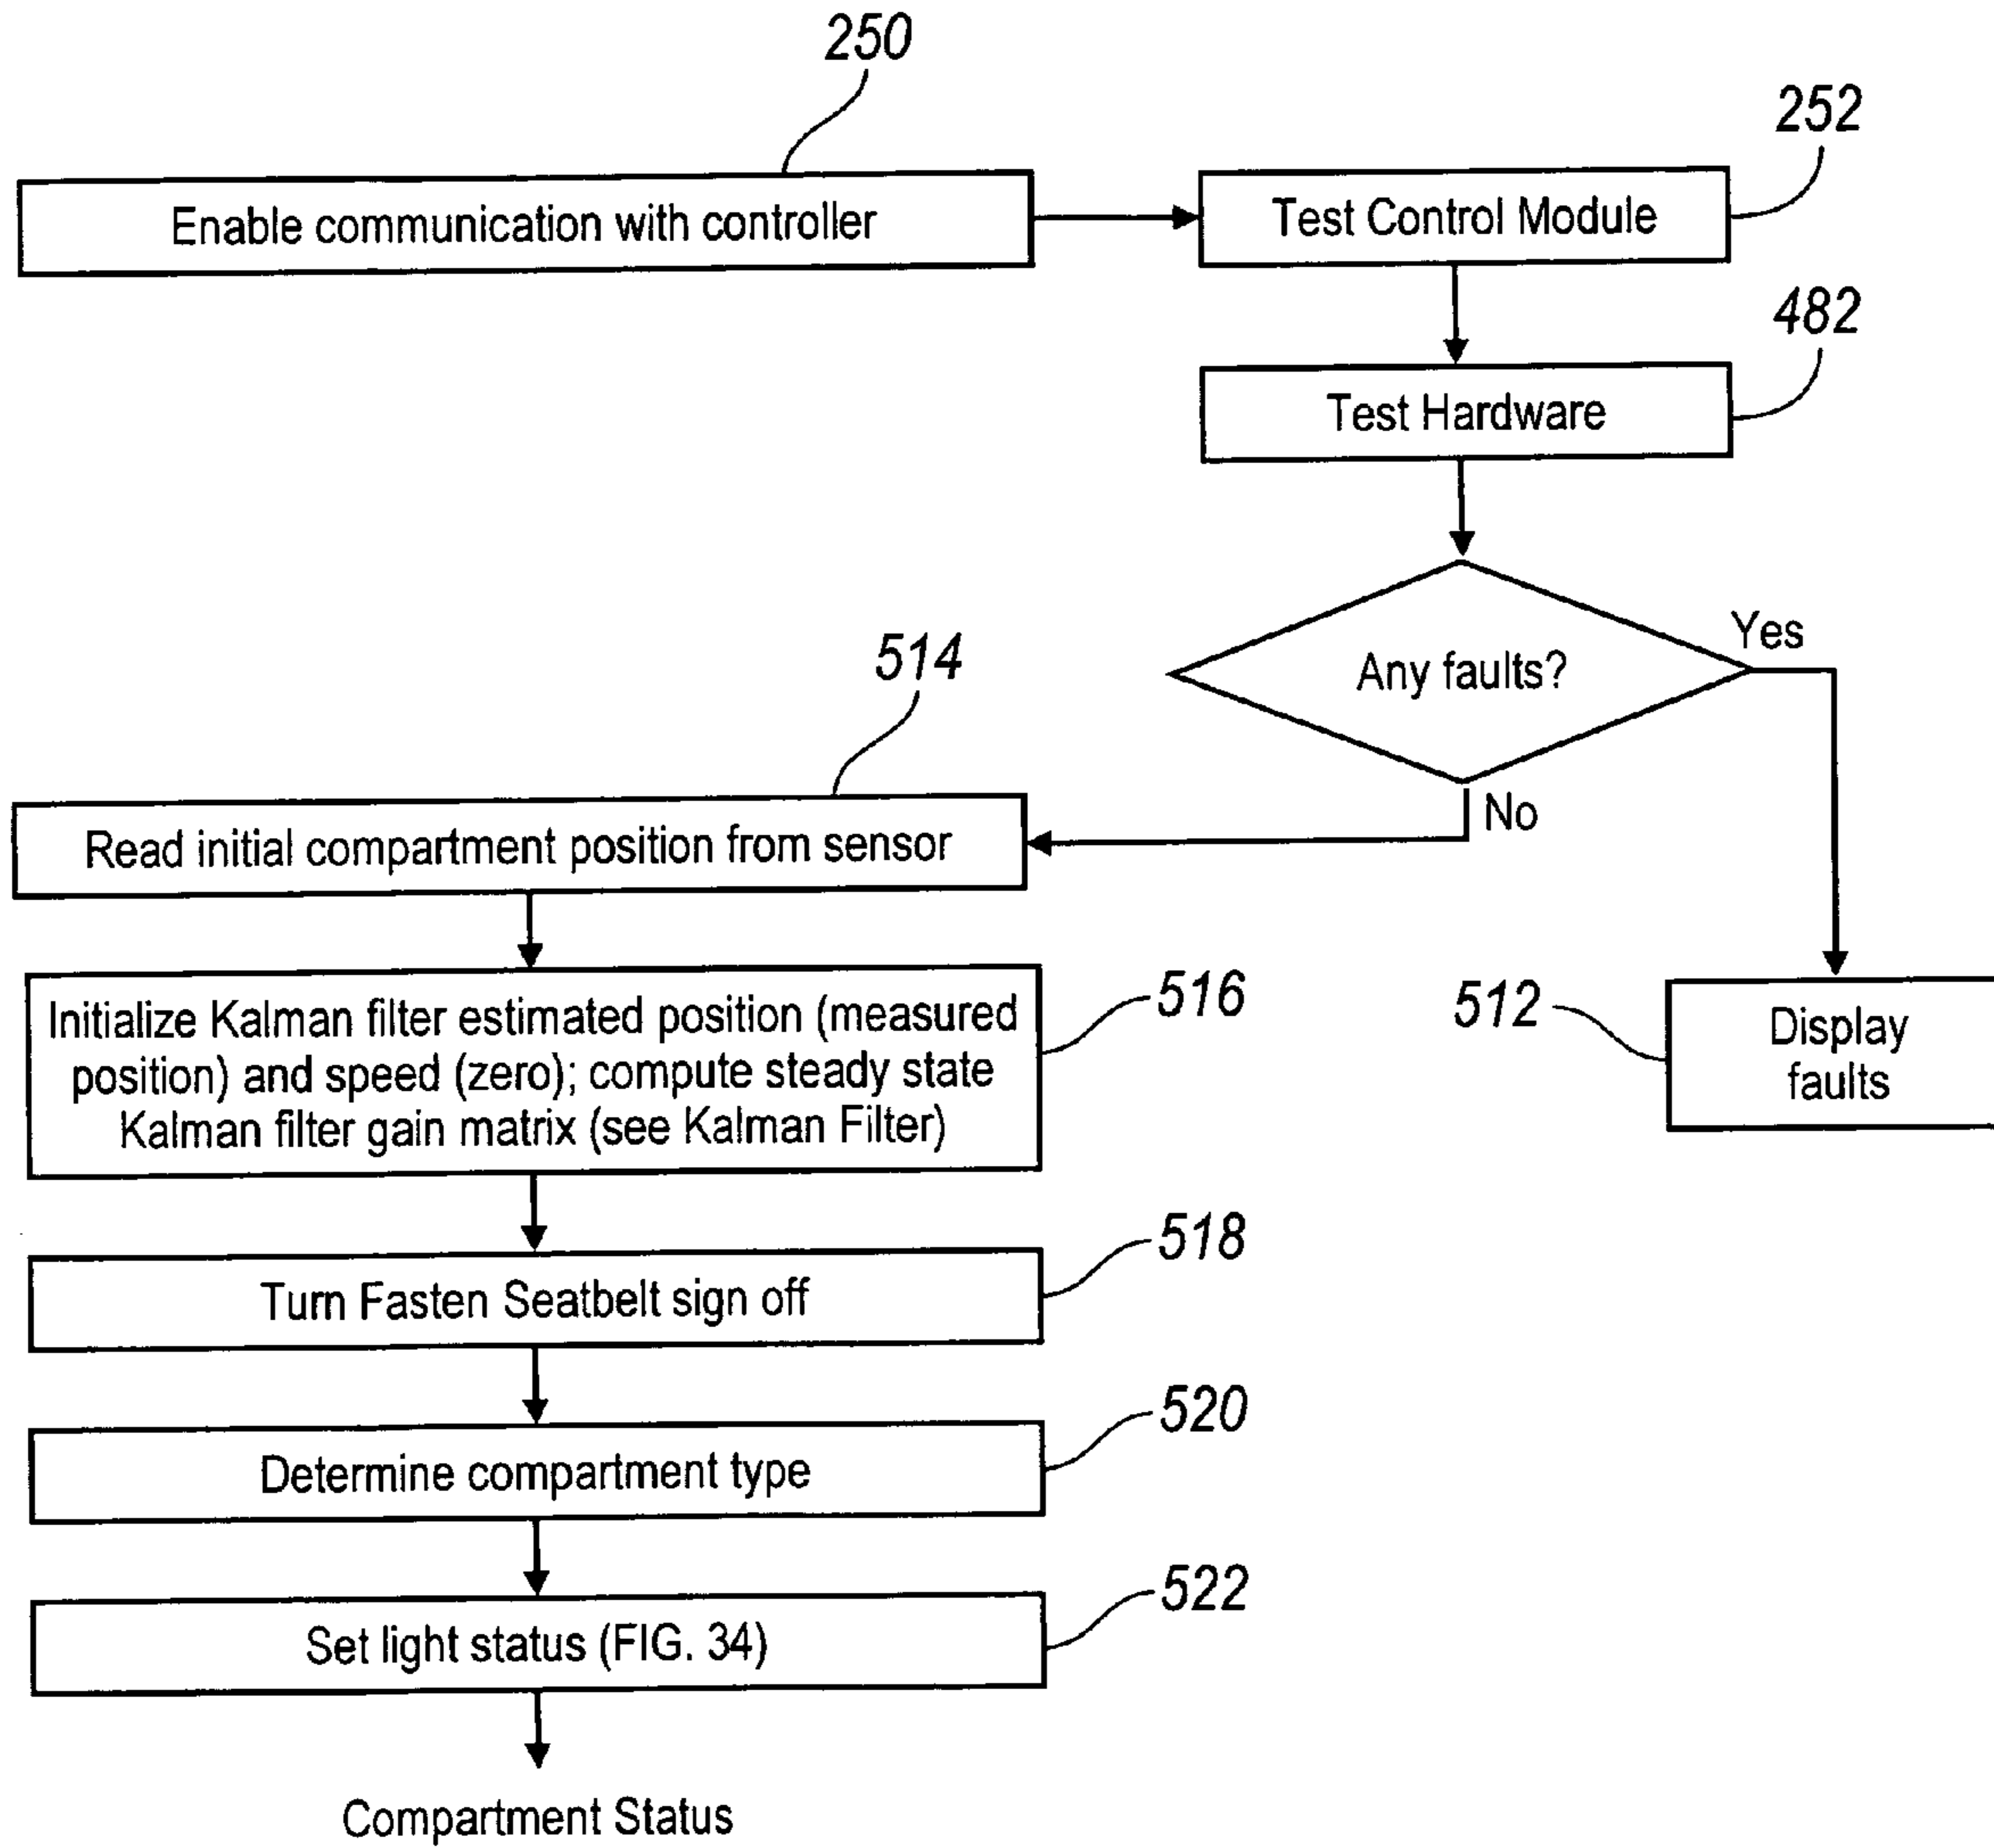 250
252
Enable communication with controller
Test Control Module
482
Test Hardware
Any faults?
Yes
No
514
Read initial compartment position from sensor
Initialize Kalman filter estimated position (measured
position) and speed (zero); compute steady state
Kalman filter gain matrix (see Kalman Filter)
516
512
Display
faults
518
Turn Fasten Seatbelt sign off
520
Determine compartment type
522
Set light status (FIG. 34)
Compartment Status